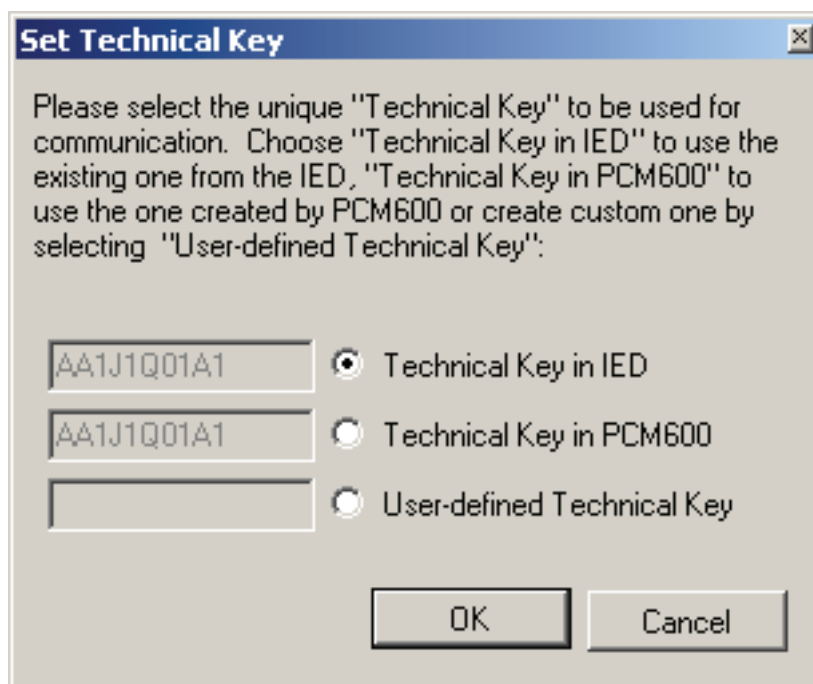 Set Technical Key
Please select the unique "Technical Key" to be used for
communication.  Choose "Technical Key in IED" to use the
existing one from the IED, "Technical Key in PCM600" to
use the one created by PCM600 or create custom one by
selecting  "User-defined Technical Key":
AA1J1Q01A1 Technical Key in IED
AA1J1Q01A1 Technical Key in PCM600
User-defined Technical Key
OK Cancel